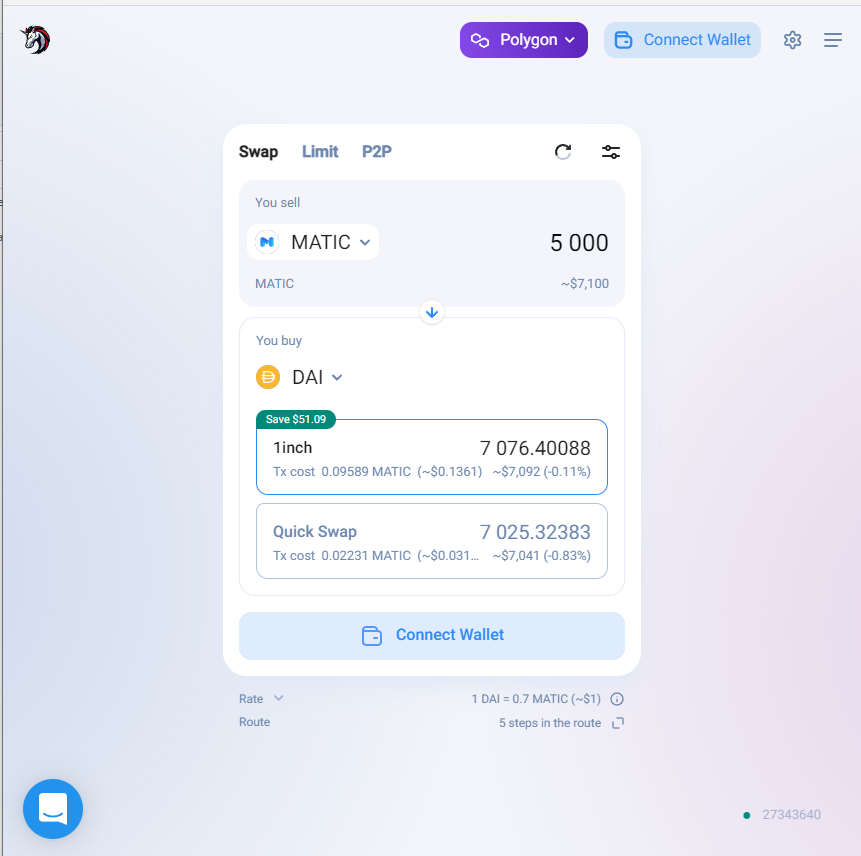 Polygon Connect Wallet
Swap Limit P2P
You sell
MATIC 5 000
MATIC ~$7,100
You buy
DAI
Save $51.09
1inch 7 076.40088
Tx cost 0.09589 MATIC (~$0.1361) ~$7,092 (-0.11%)
Quick Swap 7 025.32383
Tx cost 0.02231 MATIC (~$0.031... ~$7,041 (-0.83%)
Connect Wallet
Rate 1 DAI = 0.7 MATIC (~$1)
Route 5 steps in the route
27343640